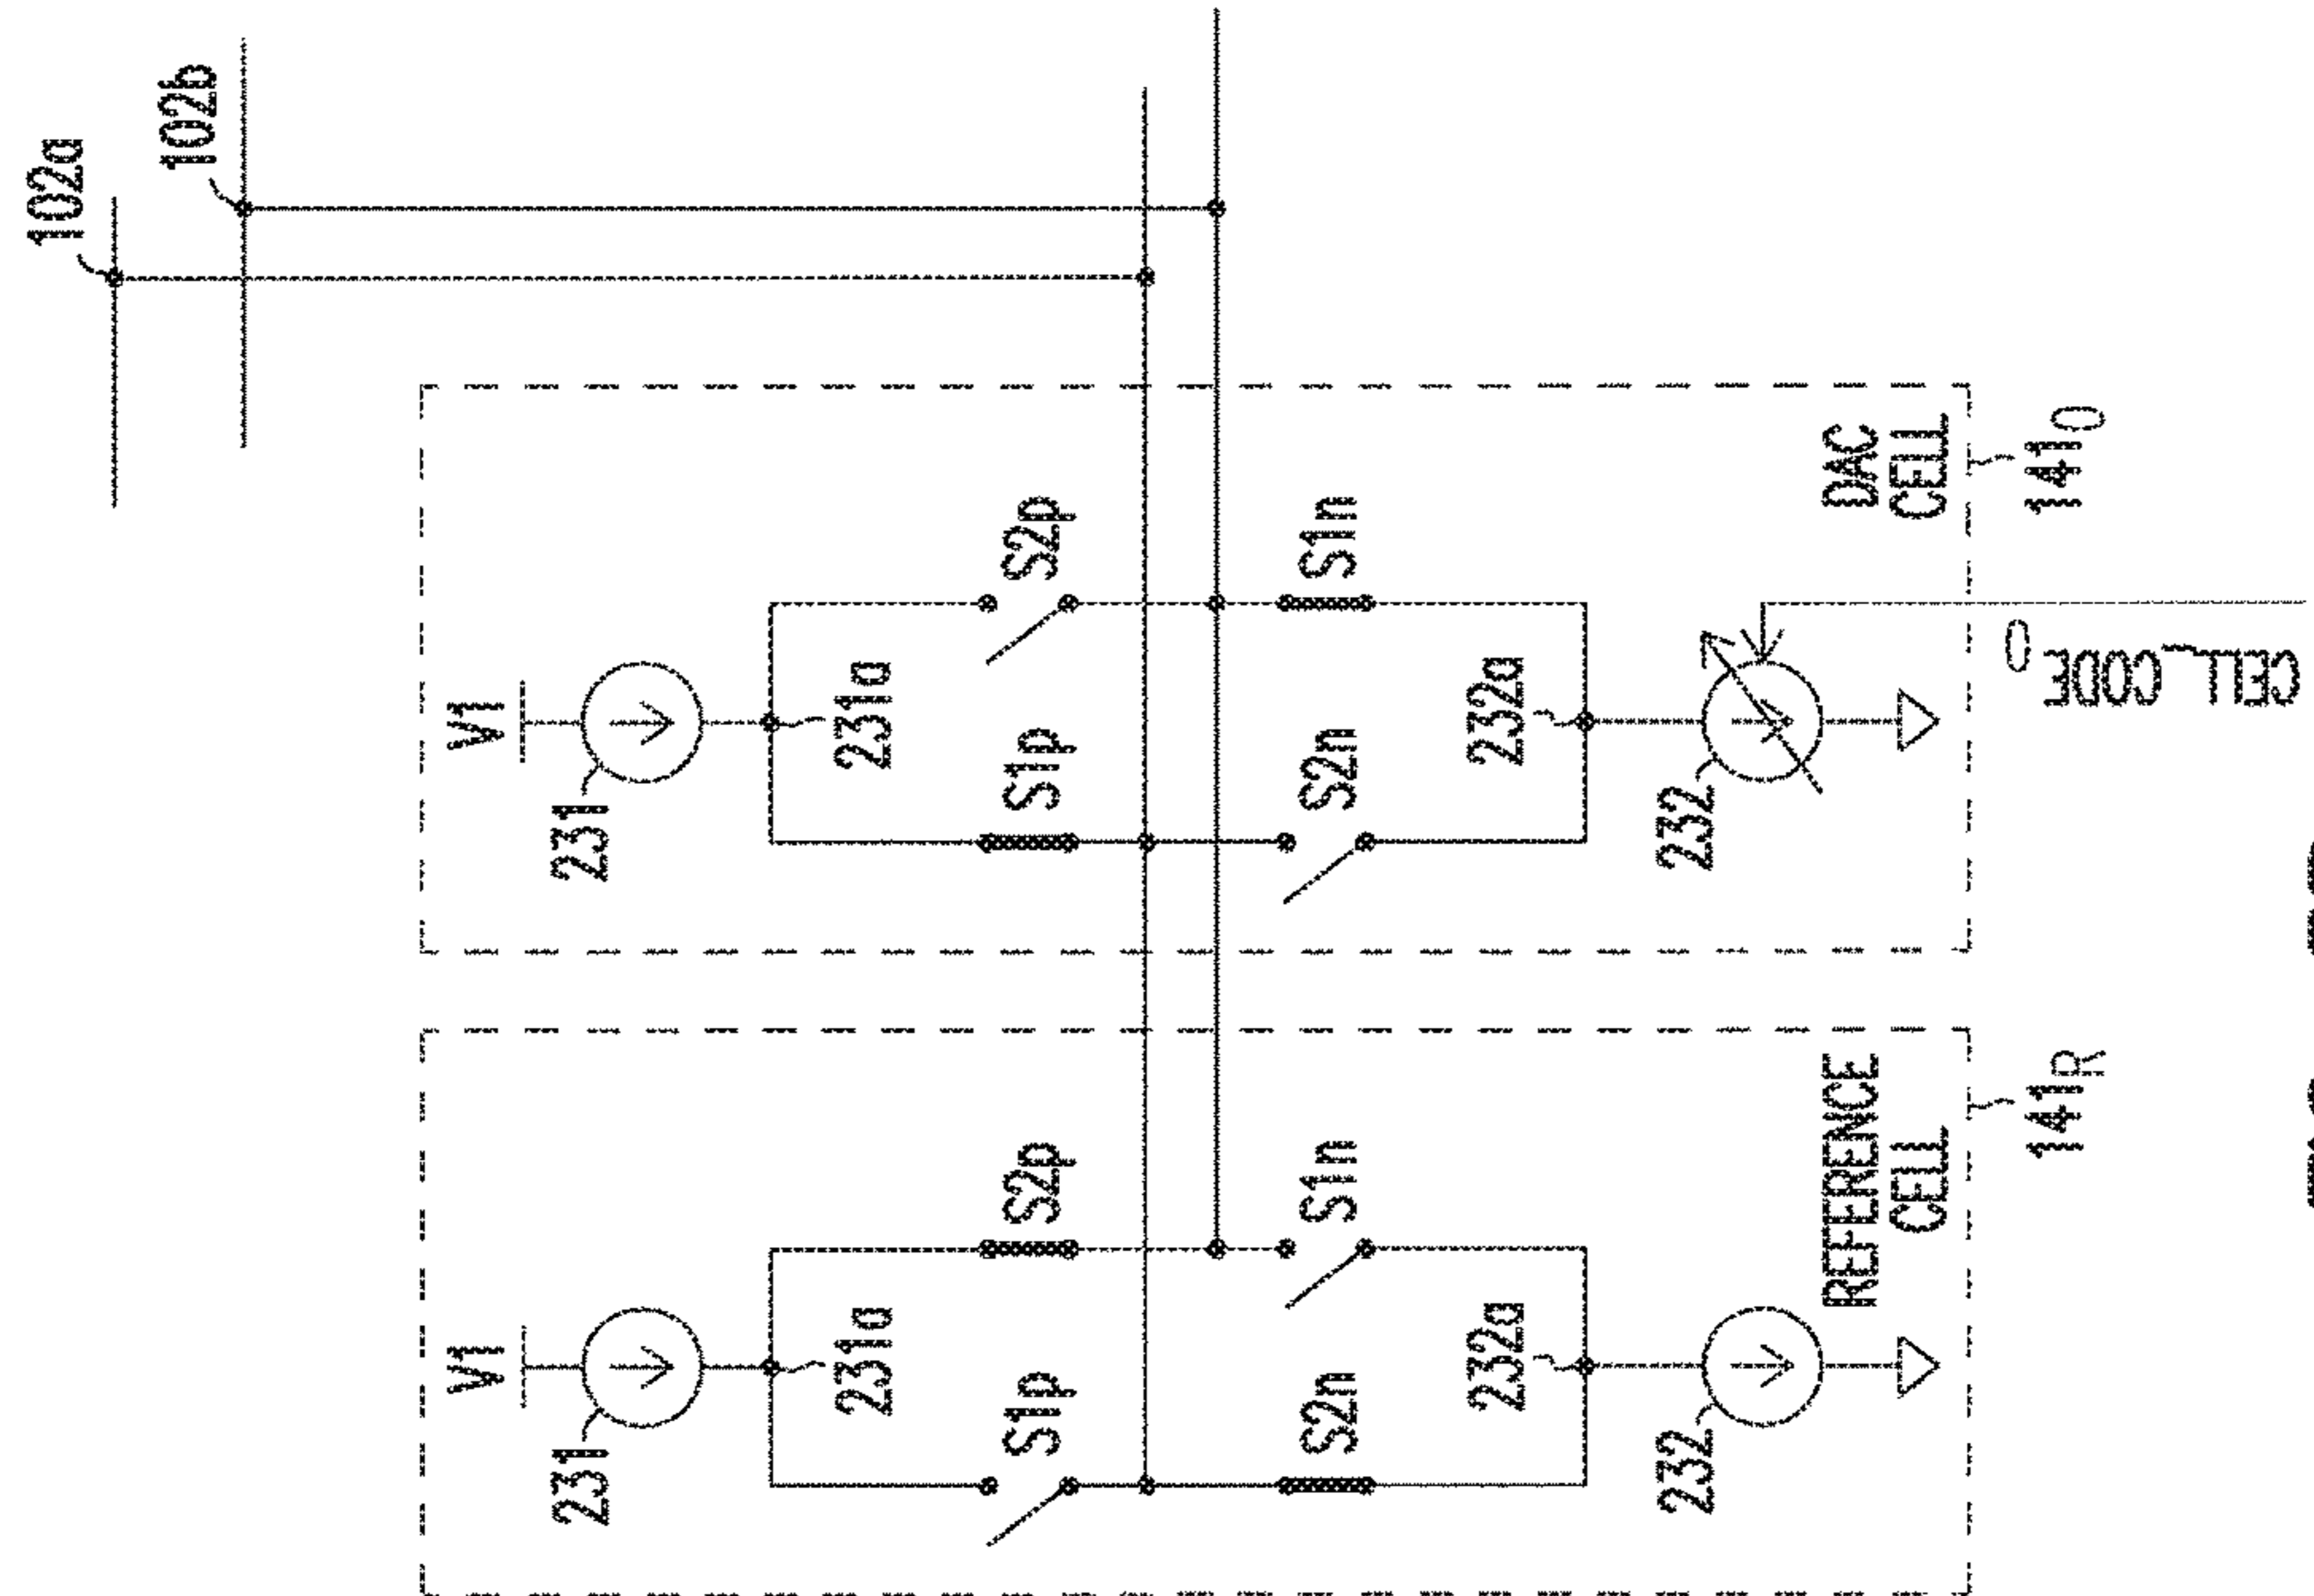 102a
102b
V1
231
231a
S1p
S2p
S2n
S1n
232a
232
REFERENCE
CELL
141R
V1
231
231a
S1p
S2p
S2n
S1n
232a
232
DAC
CELL
141O
CELL_CODE0